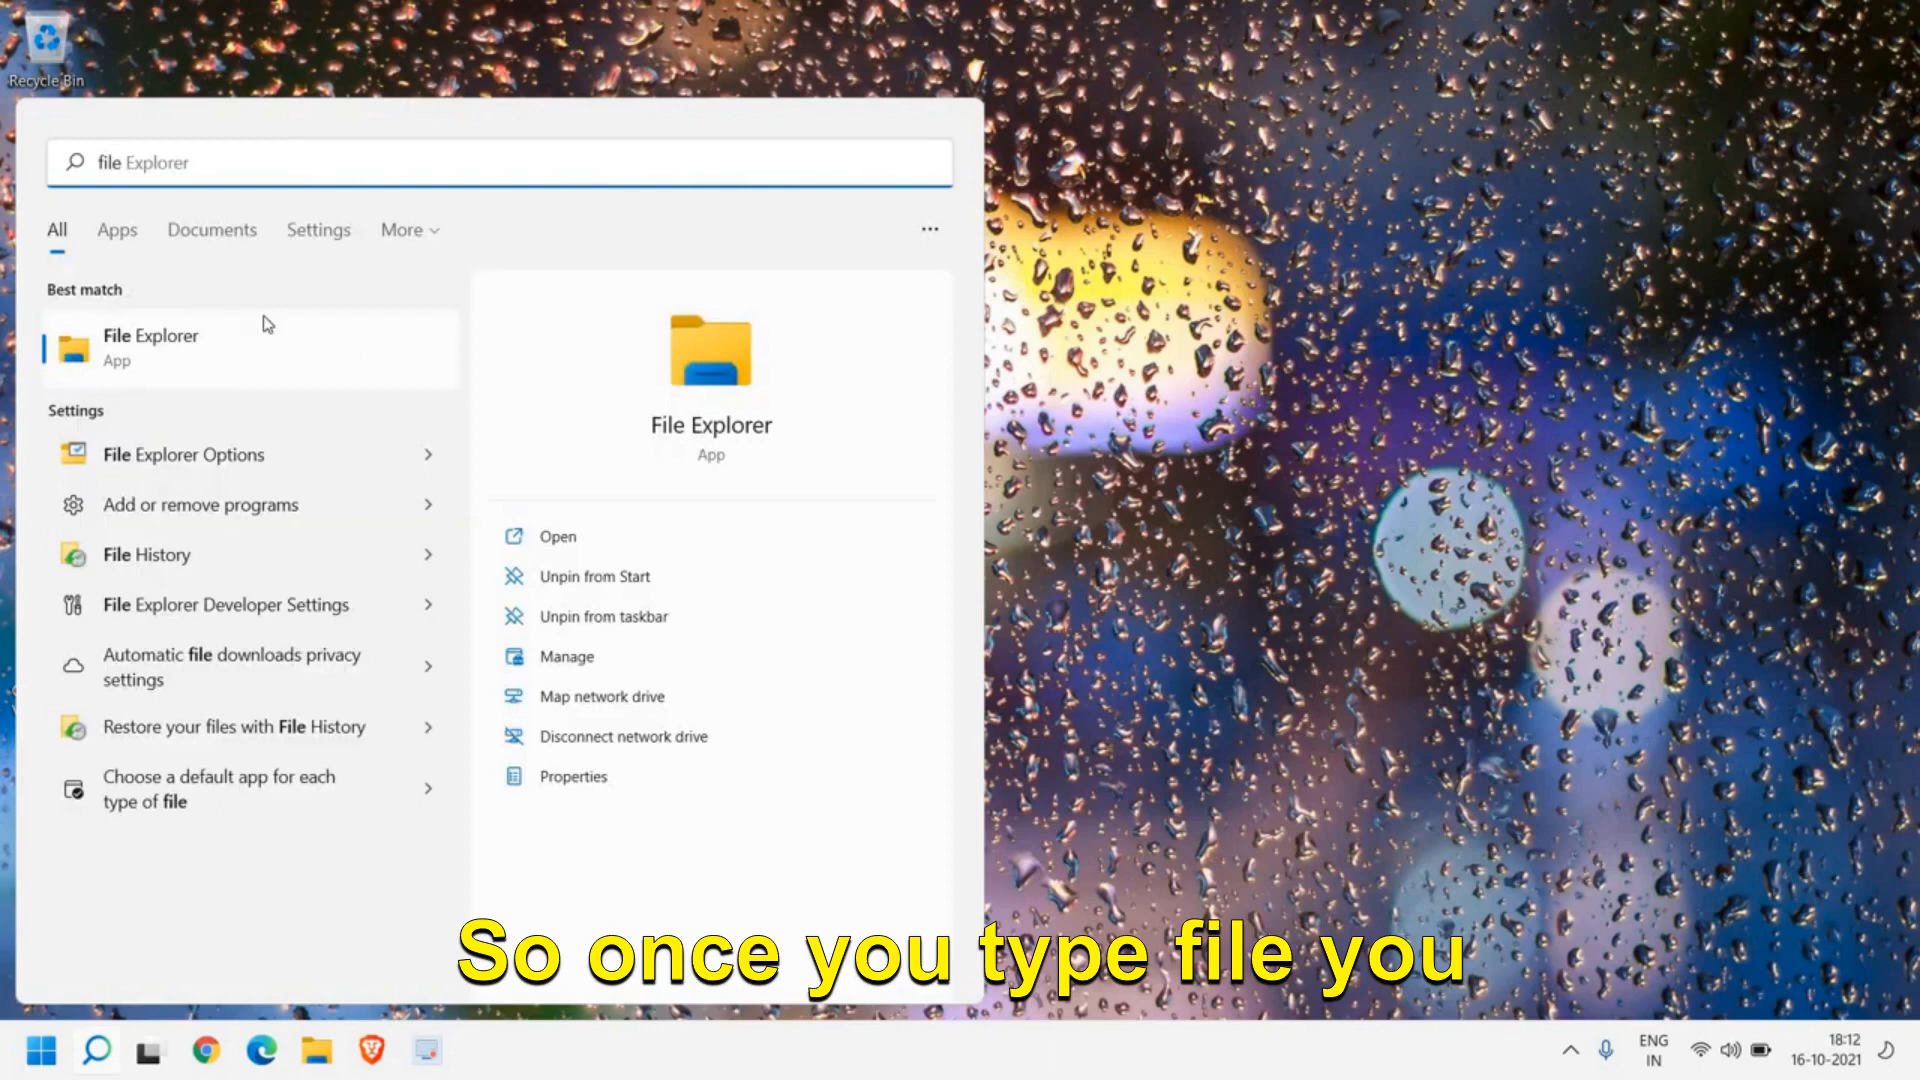 Recycle Bin
file Explorer
All Apps Documents Settings More
Best match
File Explorer
App
Settings
File Explorer Options
Add or remove programs
File History
File Explorer Developer Settings
Automatic file downloads privacy
settings
Restore your files with File History
Choose a default app for each
type of file
File Explorer
App
Open
Unpin from Start
Unpin from taskbar
Manage
Map network drive
Disconnect network drive
Properties
So once you type file you
ENG
IN
18:12
16-10-2021